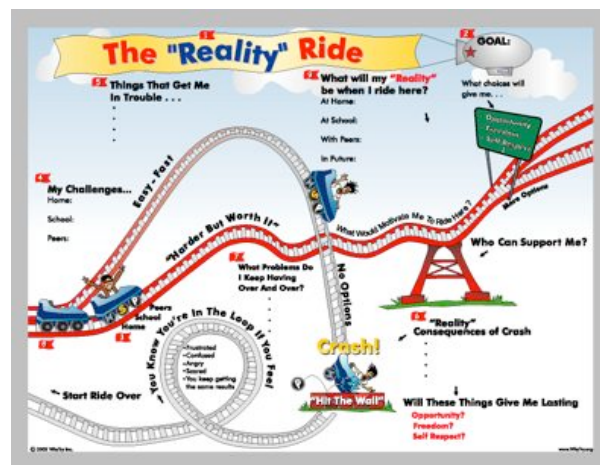 The "Reality" Ride
GOAL:
What choices will
give me. . .
Opportunity
Freedom
Self Respect
More Options
Things That Get Me
In Trouble . . .
What will my "Reality"
be when I ride here?
At Home:
At School:
With Peers:
In Future:
My Challenges...
Home:
School:
Peers:
Easy - Fast
"Harder But Worth It"
What Would Motivate Me To Ride Here?
Who Can Support Me?
What Problems Do
I Keep Having
Over And Over?
No Options
Peers
School
Home
You Know You're In The Loop If You Feel
•Frustrated
•Confused
•Angry
•Scared
•You keep getting
the same results
Crash!
"Hit The Wall"
"Reality"
Consequences of Crash
Start Ride Over
Will These Things Give Me Lasting
Opportunity?
Freedom?
Self Respect?